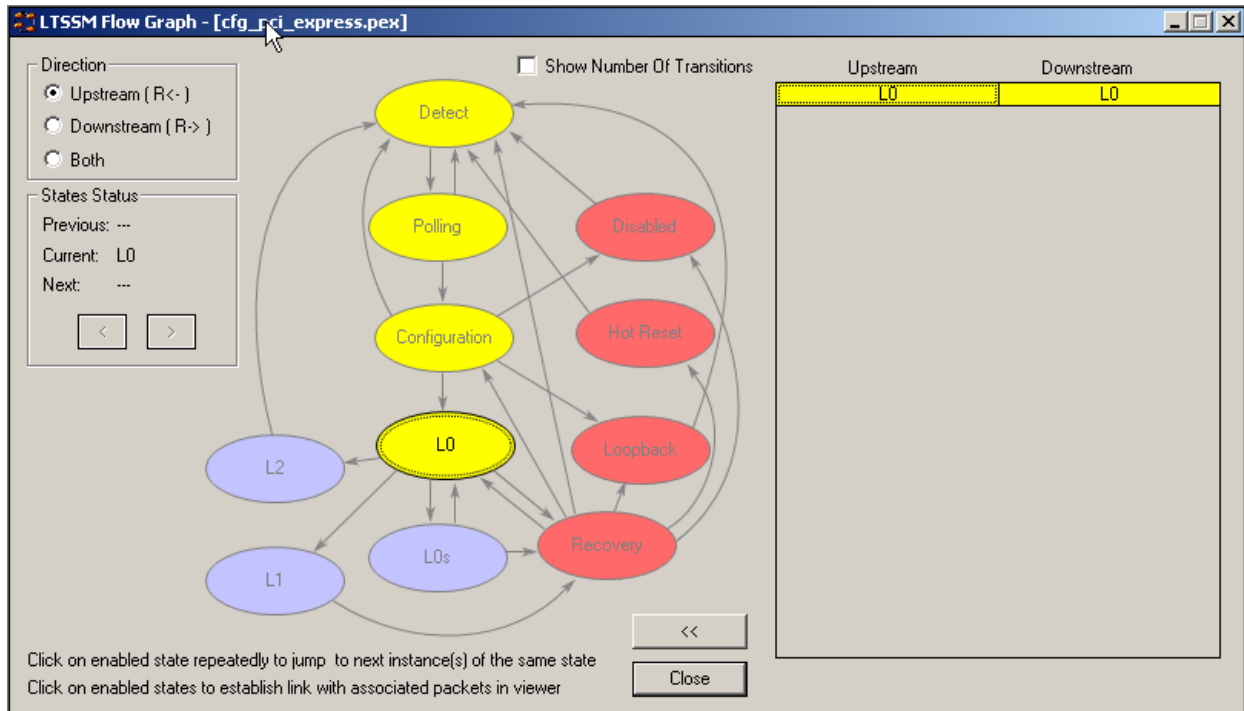 LTSSM Flow Graph - [cfg_pci_express.pex]
Direction
Upstream ( R<- )
Downstream ( R-> )
Both
States Status
Previous: ---
Current: L0
Next: ---
<
>
Show Number Of Transitions
Detect
Polling
Disabled
Configuration
Hot Reset
L0
Loopback
L2
L0s
Recovery
L1
Upstream Downstream
L0 L0
<<
Close
Click on enabled state repeatedly to jump to next instance(s) of the same state
Click on enabled states to establish link with associated packets in viewer